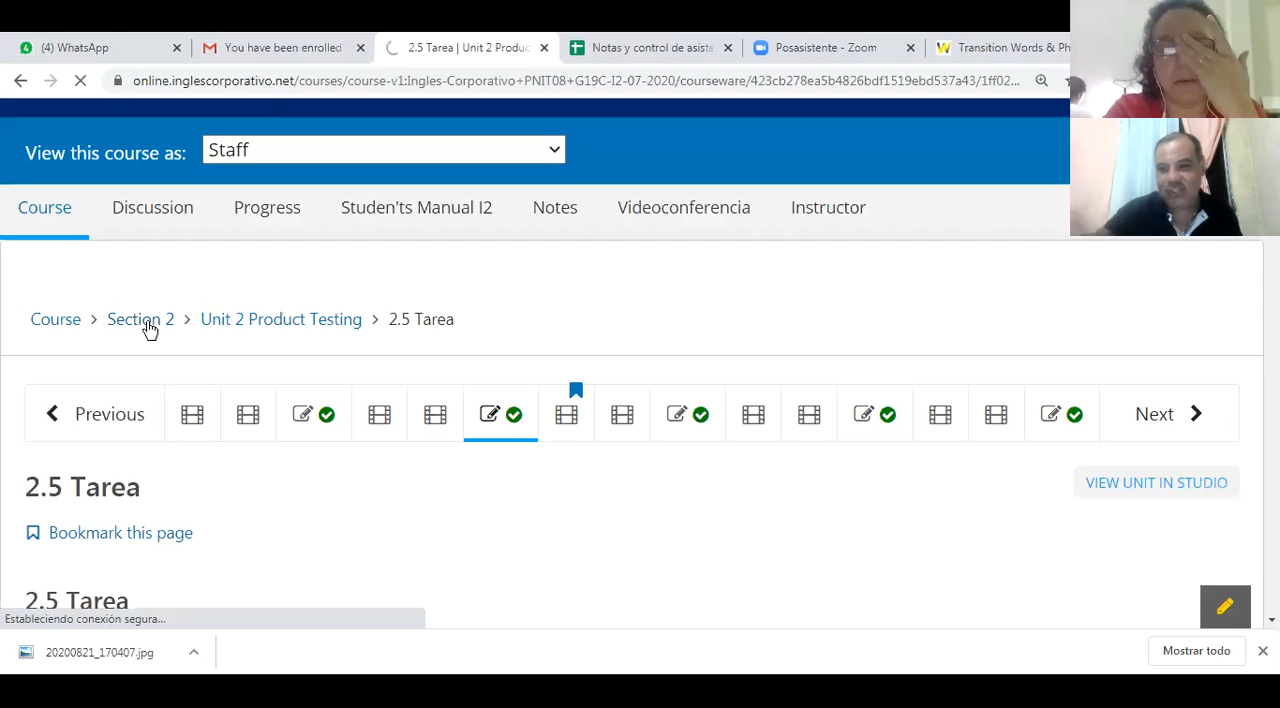 (4) WhatsApp
You have been enrolled
2.5 Tarea | Unit 2 Produc
Notas y control de asiste
Posasistente - Zoom
Transition Words & Ph
online.inglescorporativo.net/courses/course-v1:Ingles-Corporativo+PNIT08+G19C-I2-07-2020/courseware/423cb278ea5b4826bdf1519ebd537a43/1ff02...
View this course as:
Staff
Course
Discussion
Progress
Studen'ts Manual I2
Notes
Videoconferencia
Instructor
Course > Section 2 > Unit 2 Product Testing > 2.5 Tarea
Previous
Next
2.5 Tarea
VIEW UNIT IN STUDIO
Bookmark this page
2.5 Tarea
Estableciendo conexión segura...
20200821_170407.jpg
Mostrar todo